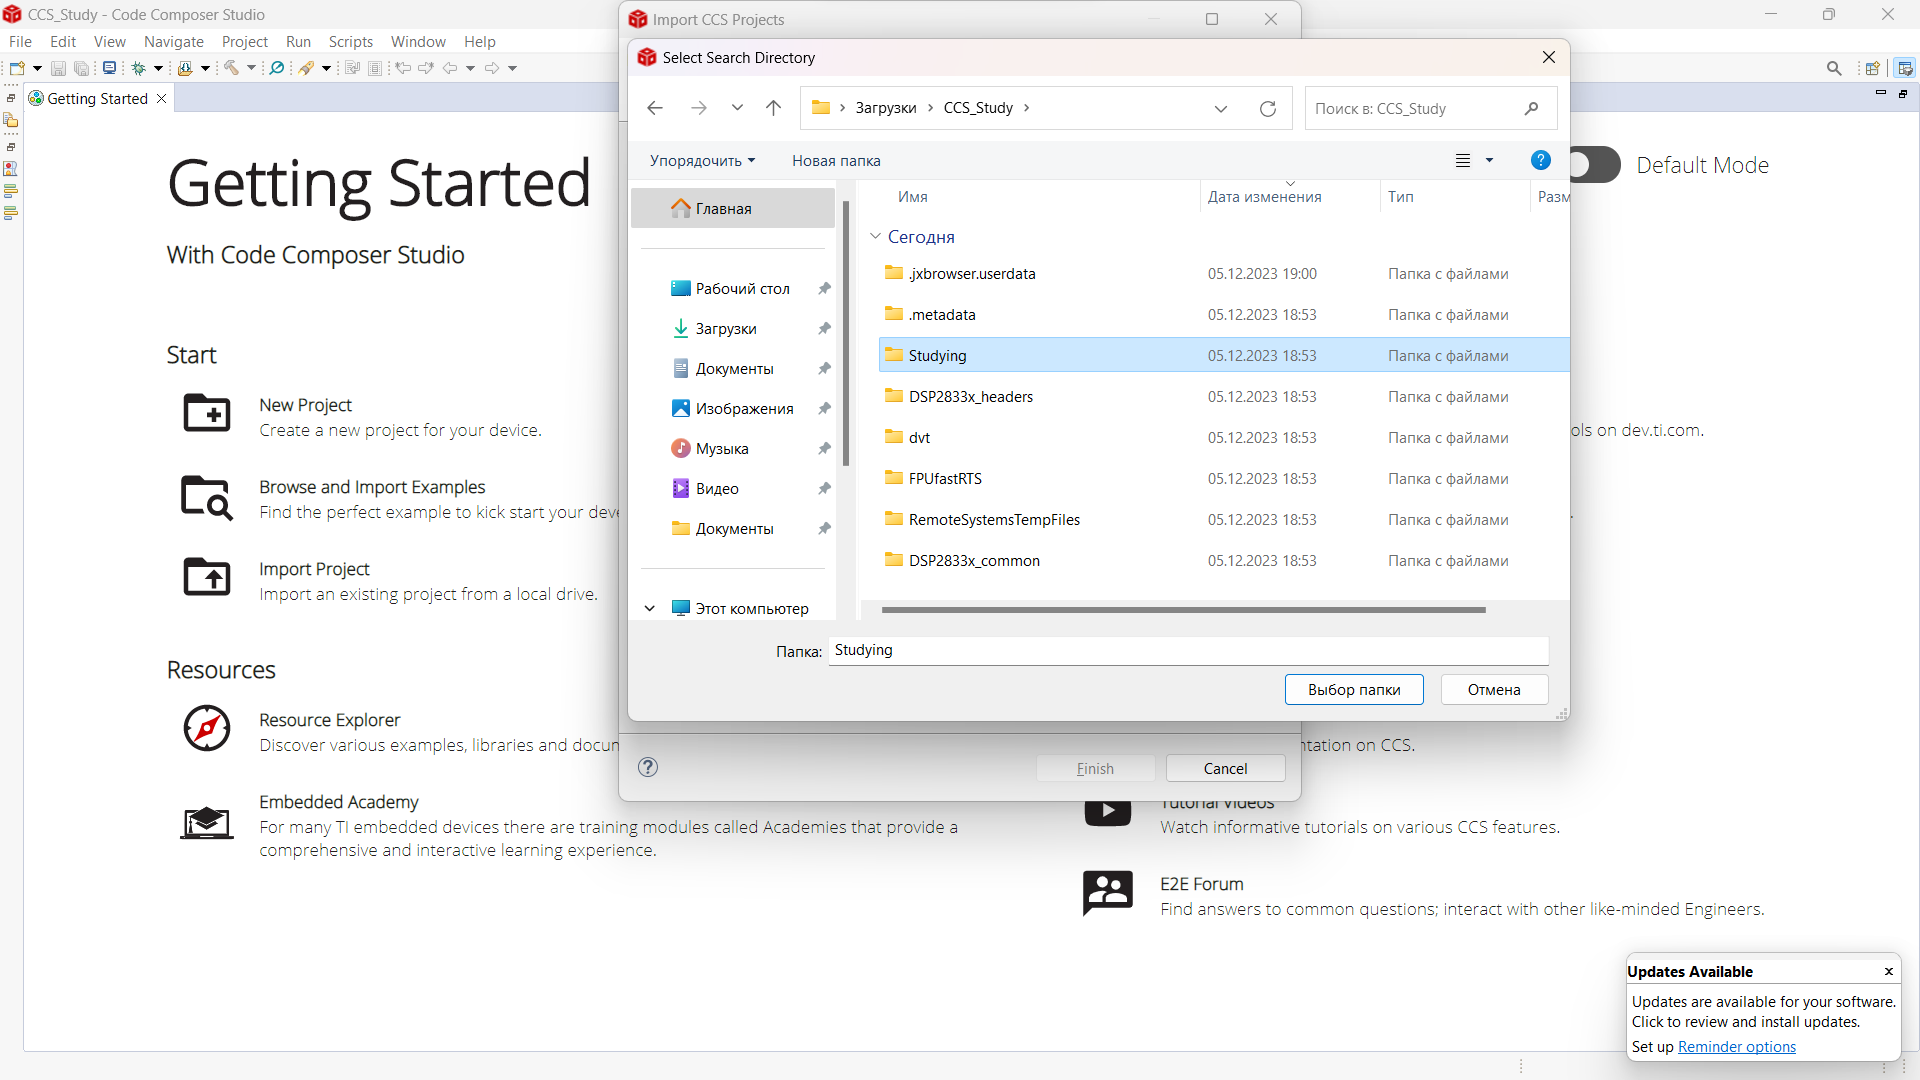 CCS_Study - Code Composer Studio
File Edit View Navigate Project Run Scripts Window Help
Getting Started
Getting Started
With Code Composer Studio
Default Mode
Start
New Project
Create a new project for your device.
Browse and Import Examples
Find the perfect example to kick start your deve
Import Project
Import an existing project from a local drive.
ols on dev.ti.com.
Resources
Resource Explorer
Discover various examples, libraries and docum
ntation on CCS.
Embedded Academy
For many TI embedded devices there are training modules called Academies that provide a
comprehensive and interactive learning experience.
Tutorial Videos
Watch informative tutorials on various CCS features.
E2E Forum
Find answers to common questions; interact with other like-minded Engineers.
Import CCS Projects
Select Search Directory
Загрузки
CCS_Study
Поиск в: CCS_Study
Упорядочить
Новая папка
Главная
Рабочий стол
Загрузки
Документы
Изображения
Музыка
Видео
Документы
Этот компьютер
Имя Дата изменения Тип Разм
Сегодня
.jxbrowser.userdata 05.12.2023 19:00 Папка с файлами
.metadata 05.12.2023 18:53 Папка с файлами
Studying 05.12.2023 18:53 Папка с файлами
DSP2833x_headers 05.12.2023 18:53 Папка с файлами
dvt 05.12.2023 18:53 Папка с файлами
FPUfastRTS 05.12.2023 18:53 Папка с файлами
RemoteSystemsTempFiles 05.12.2023 18:53 Папка с файлами
DSP2833x_common 05.12.2023 18:53 Папка с файлами
Папка: Studying
Выбор папки Отмена
Finish Cancel
Updates Available
Updates are available for your software.
Click to review and install updates.
Set up Reminder options